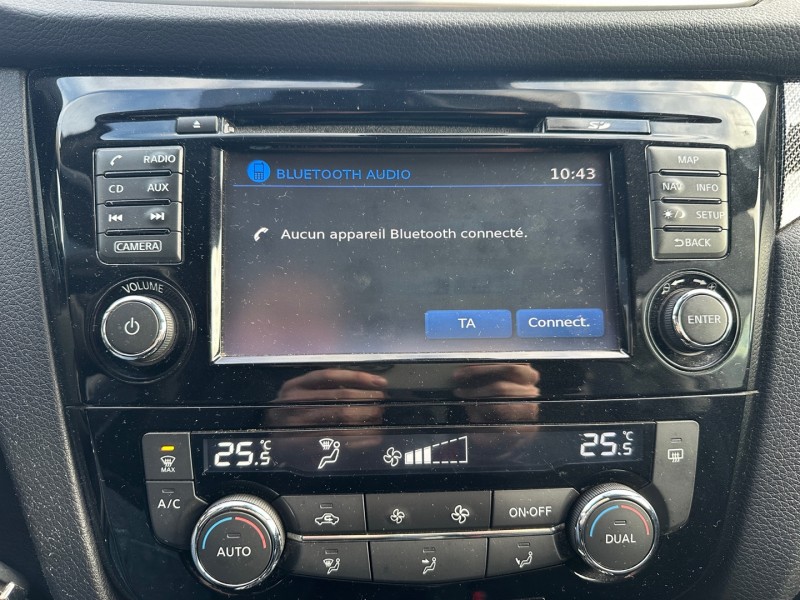 RADIO
CD AUX
CAMERA
VOLUME
SD
BLUETOOTH AUDIO 10:43
Aucun appareil Bluetooth connecté.
TA Connect.
MAP
NAV INFO
SETUP
BACK
ENTER
25.5°C
25.5°C
MAX
A/C
AUTO
ON·OFF
DUAL